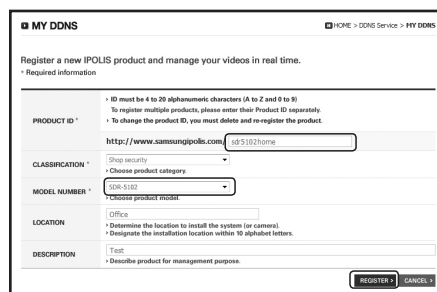 MY DDNS
HOME > DDNS Service > MY DDNS
Register a new IPOLIS product and manage your videos in real time.
* Required information
PRODUCT ID *
› ID must be 4 to 20 alphanumeric characters (A to Z and 0 to 9)
To register multiple products, please enter their Product ID separately.
› To change the product ID, you must delete and re-register the product.
http://www.samsungipolis.com/ sdr5102home
CLASSIFICATION *
Shop security
› Choose product category.
MODEL NUMBER *
SDR-5102
› Choose product model.
LOCATION
Office
› Determine the location to install the system (or camera).
› Designate the installation location within 10 alphabet letters.
DESCRIPTION
Test
› Describe product for management purpose.
REGISTER › CANCEL ›